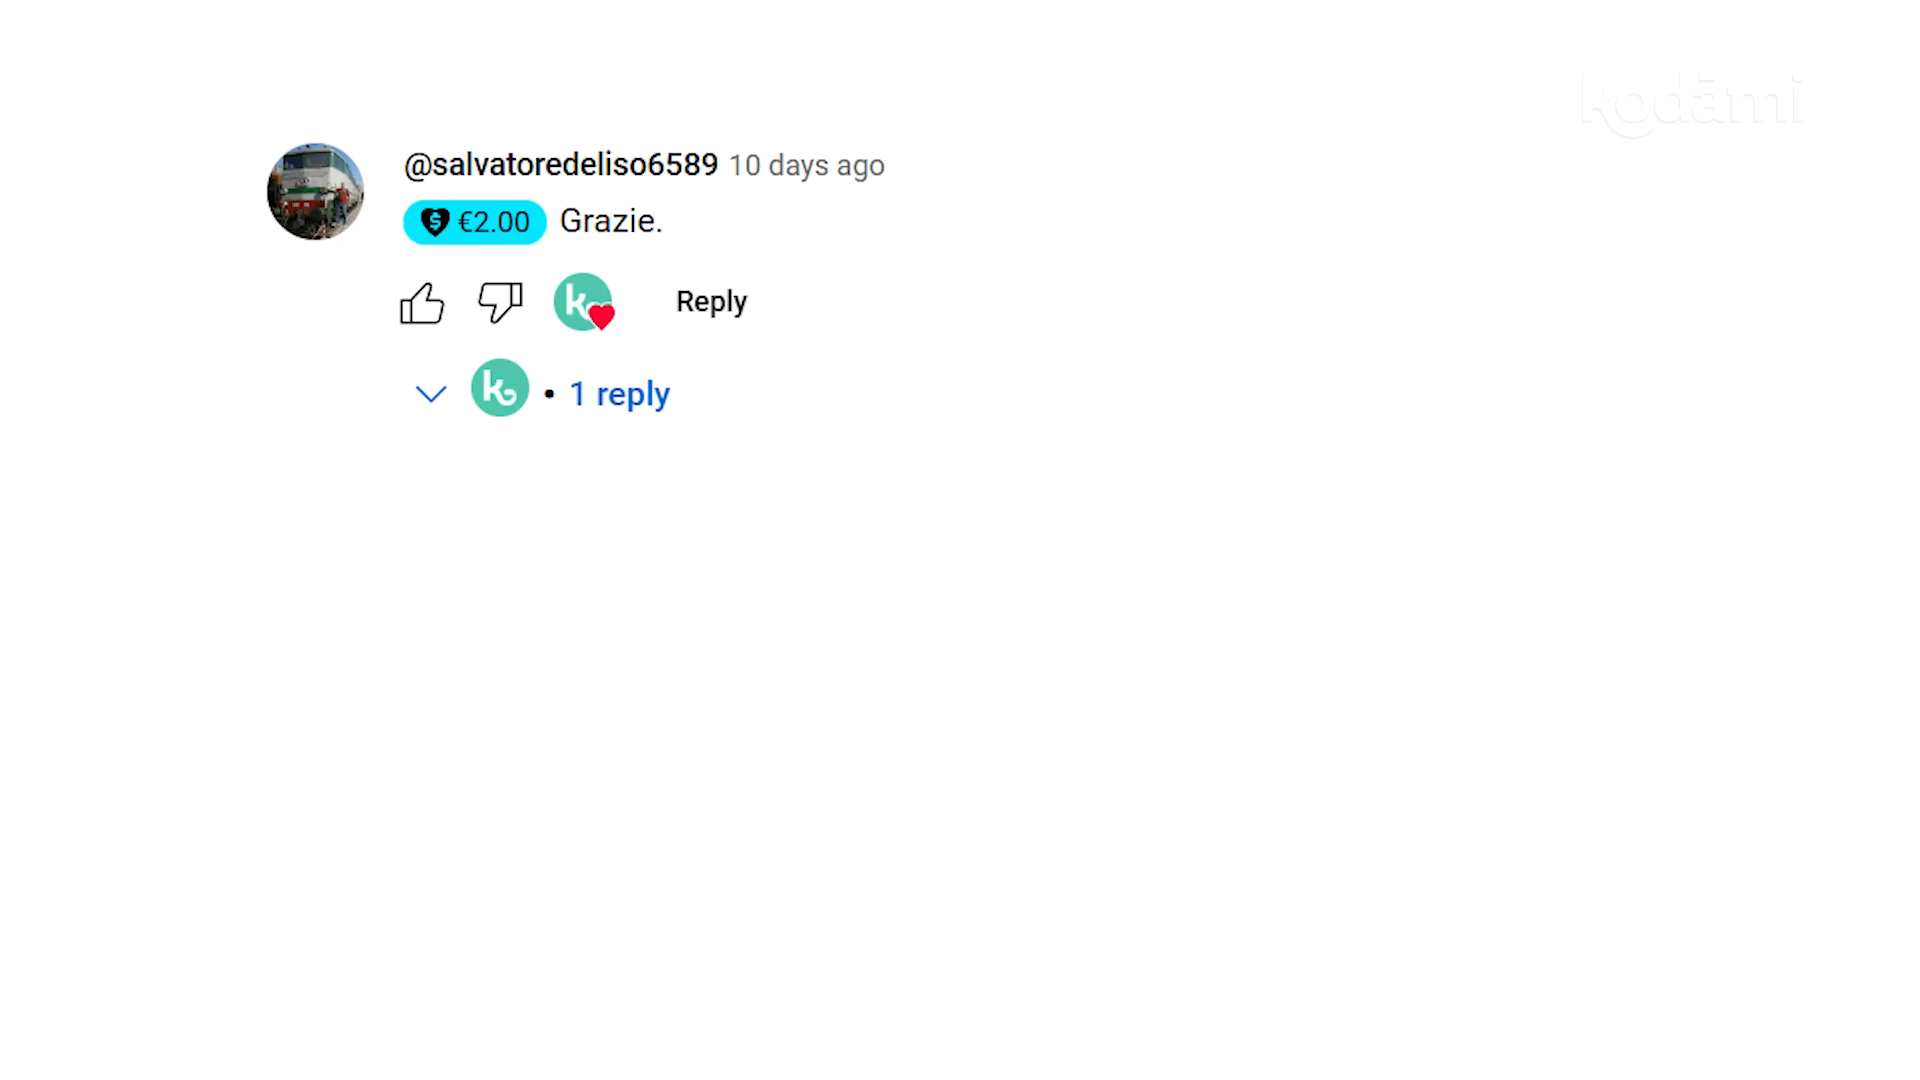 kodami
@salvatoredeliso6589 10 days ago
€2.00 Grazie.
Reply
1 reply